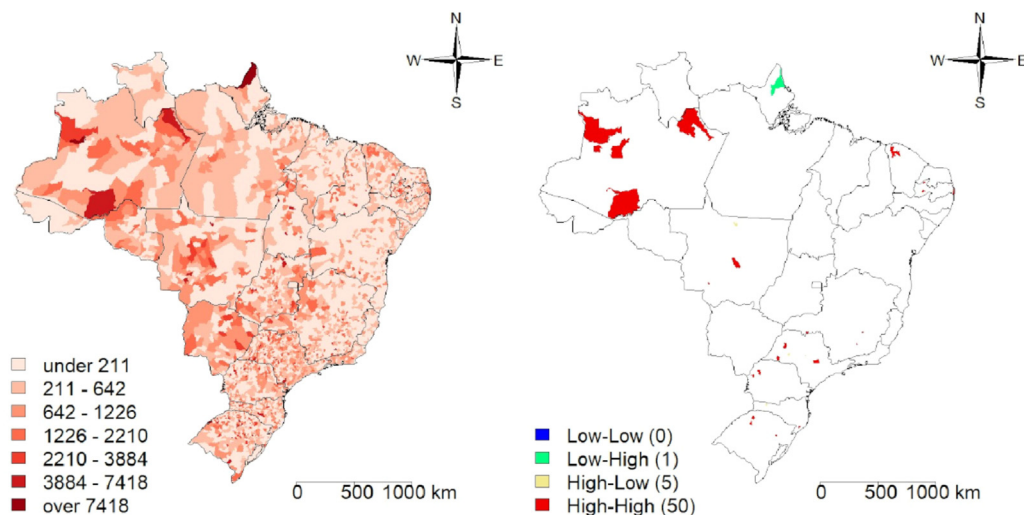 N
W E
S
under 211
211 - 642
642 - 1226
1226 - 2210
2210 - 3884
3884 - 7418
over 7418
0 500 1000 km
N
W E
S
Low-Low (0)
Low-High (1)
High-Low (5)
High-High (50)
0 500 1000 km